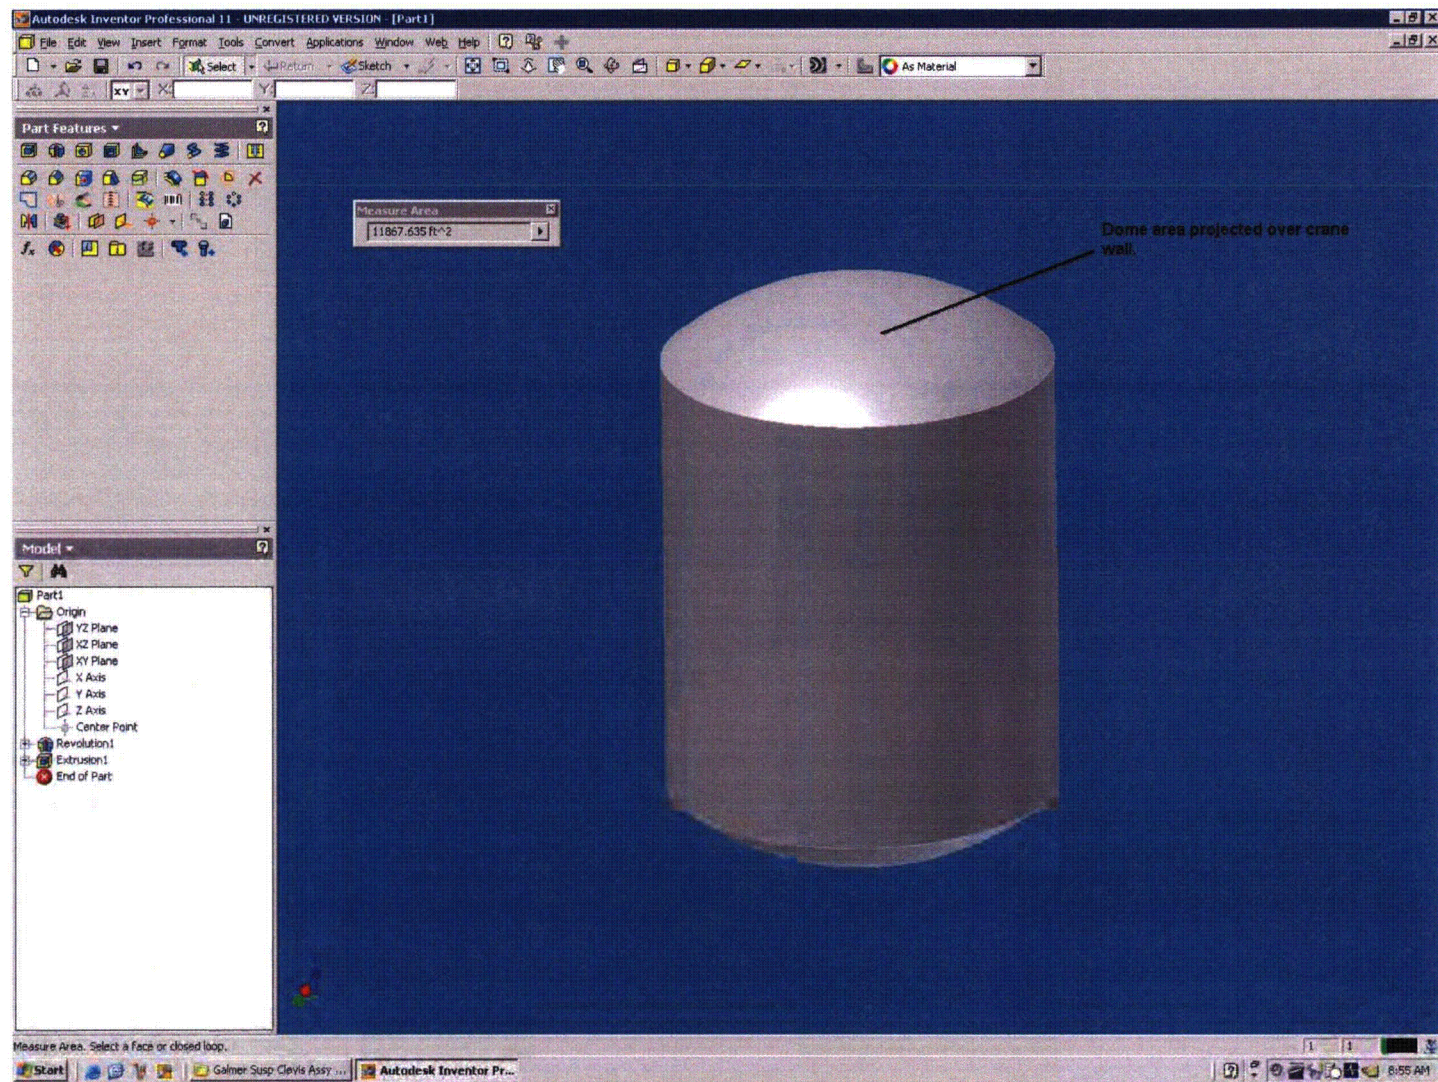 Autodesk Inventor Professional 11 - UNREGISTERED VERSION - [Part1]
File Edit View Insert Format Tools Convert Applications Window Web Help
Select Return Sketch As Material
XY X: Y: Z:
Part Features
Measure Area
11867.635 ft^2
Dome area projected over crane
wall.
Model
Part1
Origin
YZ Plane
XZ Plane
XY Plane
X Axis
Y Axis
Z Axis
Center Point
Revolution1
Extrusion1
End of Part
Measure Area. Select a face or closed loop.
1 1
Start Galmer Susp Clevis Assy ... Autodesk Inventor Pr... 8:55 AM